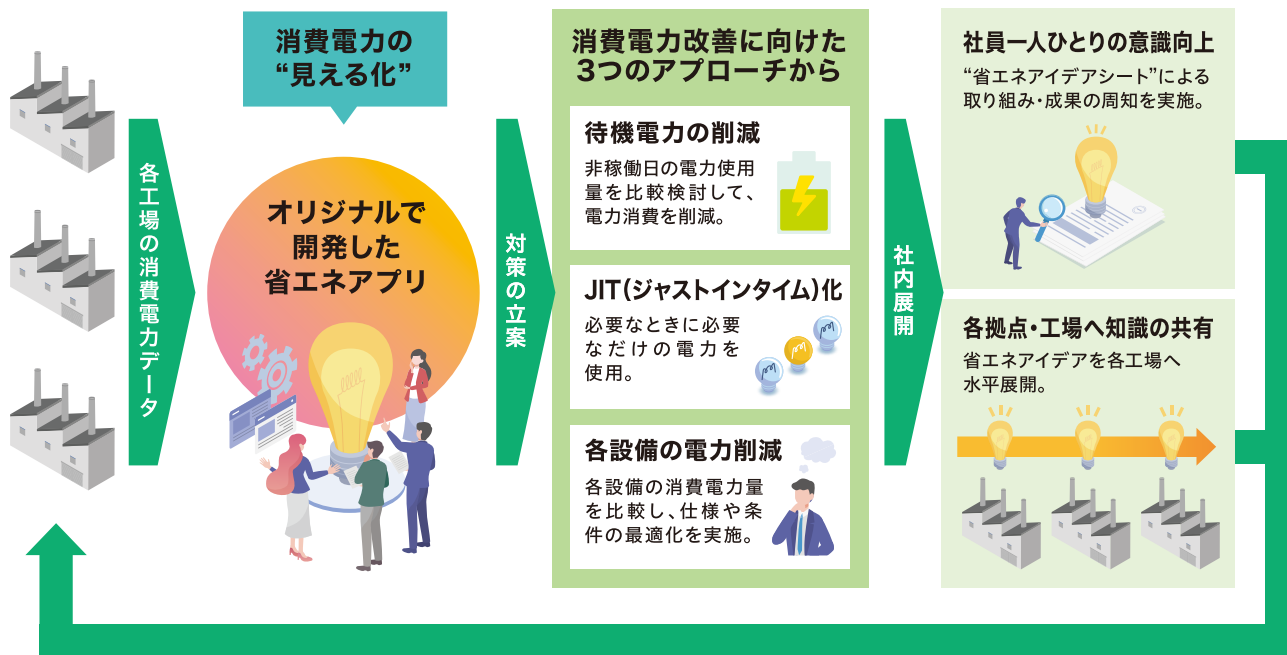 各工場の消費電力データ
消費電力の
“見える化”
オリジナルで
開発した
省エネアプリ
対策の立案
消費電力改善に向けた
3つのアプローチから
待機電力の削減
非稼働日の電力使用
量を比較検討して、
電力消費を削減。
JIT(ジャストインタイム)化
必要なときに必要
なだけの電力を
使用。
各設備の電力削減
各設備の消費電力量
を比較し、仕様や条
件の最適化を実施。
社内展開
社員一人ひとりの意識向上
“省エネアイデアシート”による
取り組み・成果の周知を実施。
各拠点・工場へ知識の共有
省エネアイデアを各工場へ
水平展開。